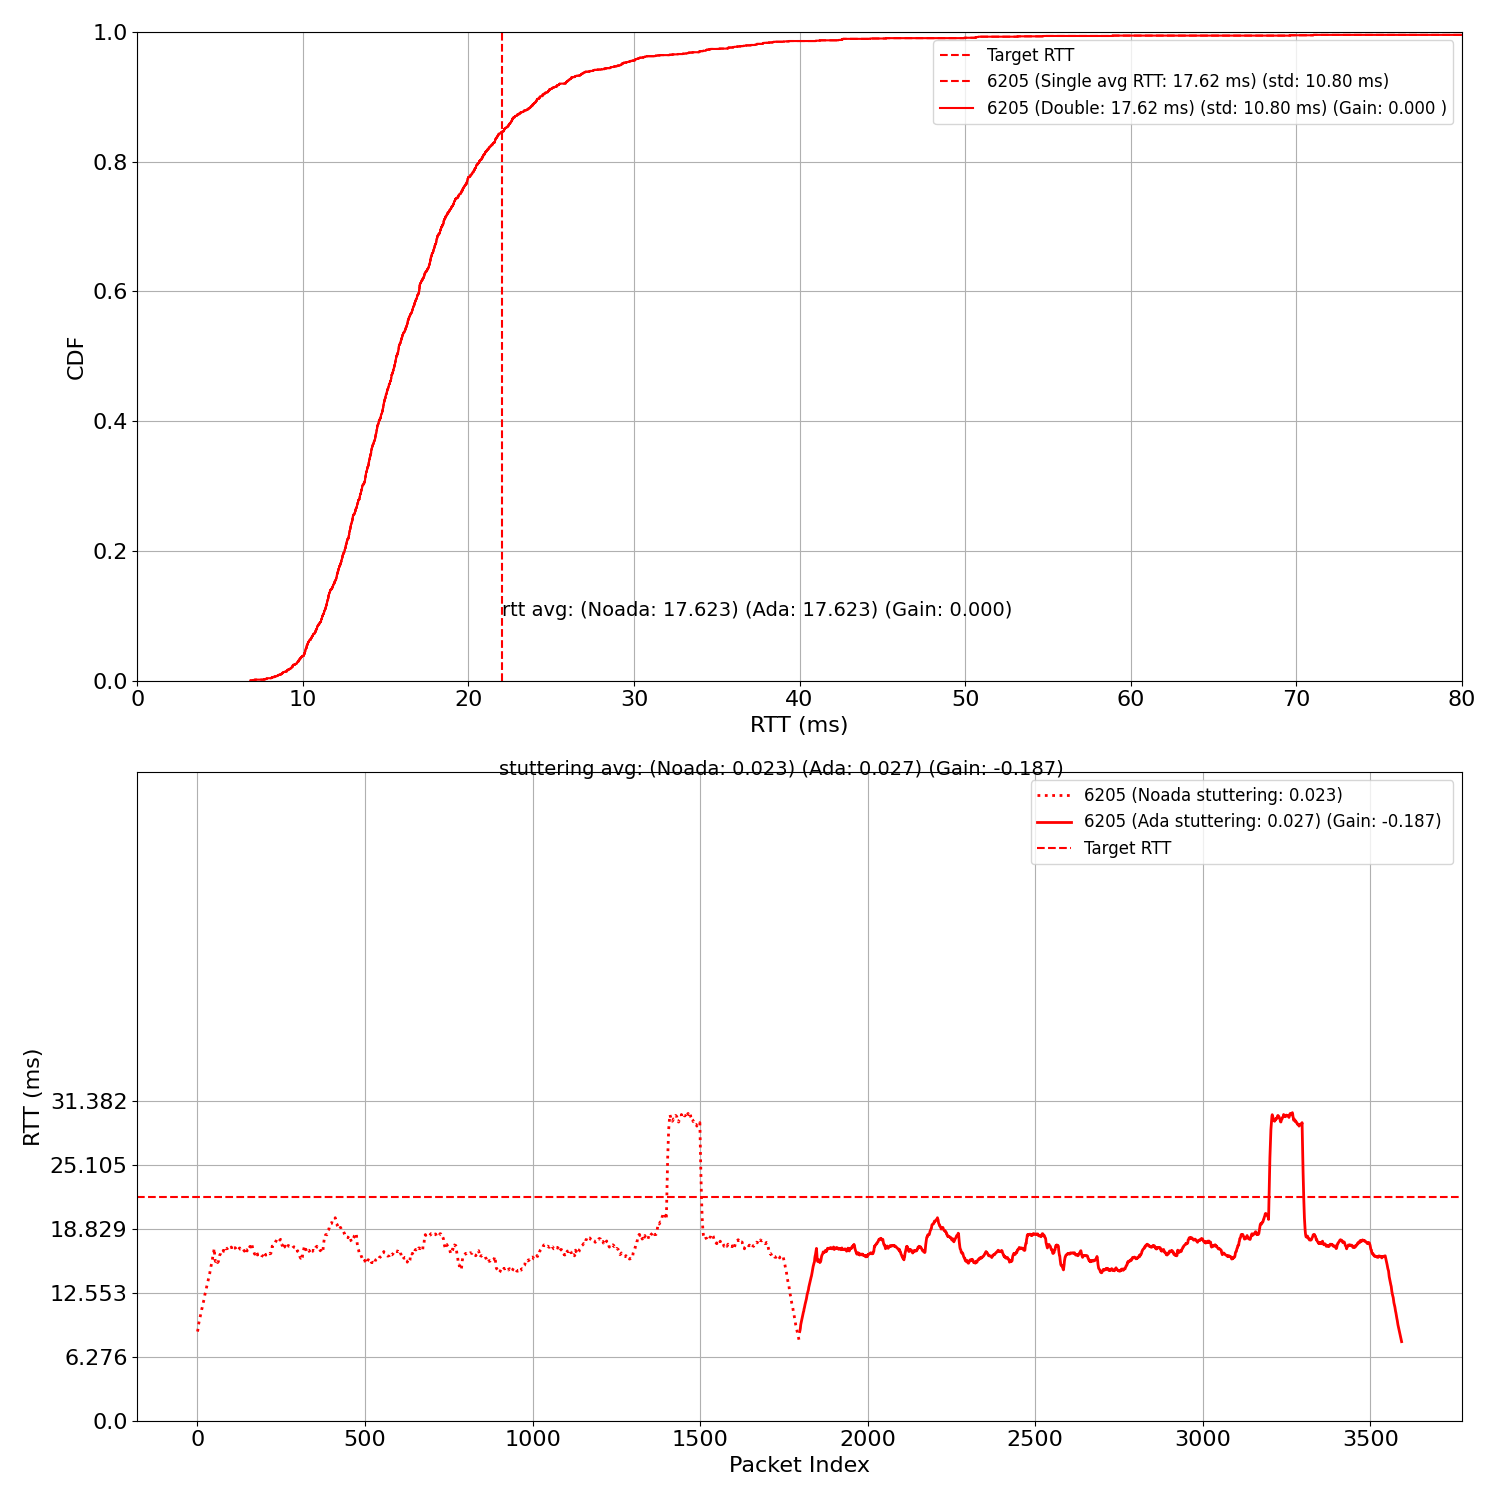 1.0
0.8
0.6
0.4
0.2
0.0
CDF
Target RTT
6205 (Single avg RTT: 17.62 ms) (std: 10.80 ms)
6205 (Double: 17.62 ms) (std: 10.80 ms) (Gain: 0.000 )
rtt avg: (Noada: 17.623) (Ada: 17.623) (Gain: 0.000)
0 10 20 30 40 50 60 70 80
RTT (ms)
stuttering avg: (Noada: 0.023) (Ada: 0.027) (Gain: -0.187)
6205 (Noada stuttering: 0.023)
6205 (Ada stuttering: 0.027) (Gain: -0.187)
Target RTT
RTT (ms)
31.382
25.105
18.829
12.553
6.276
0.0
0 500 1000 1500 2000 2500 3000 3500
Packet Index